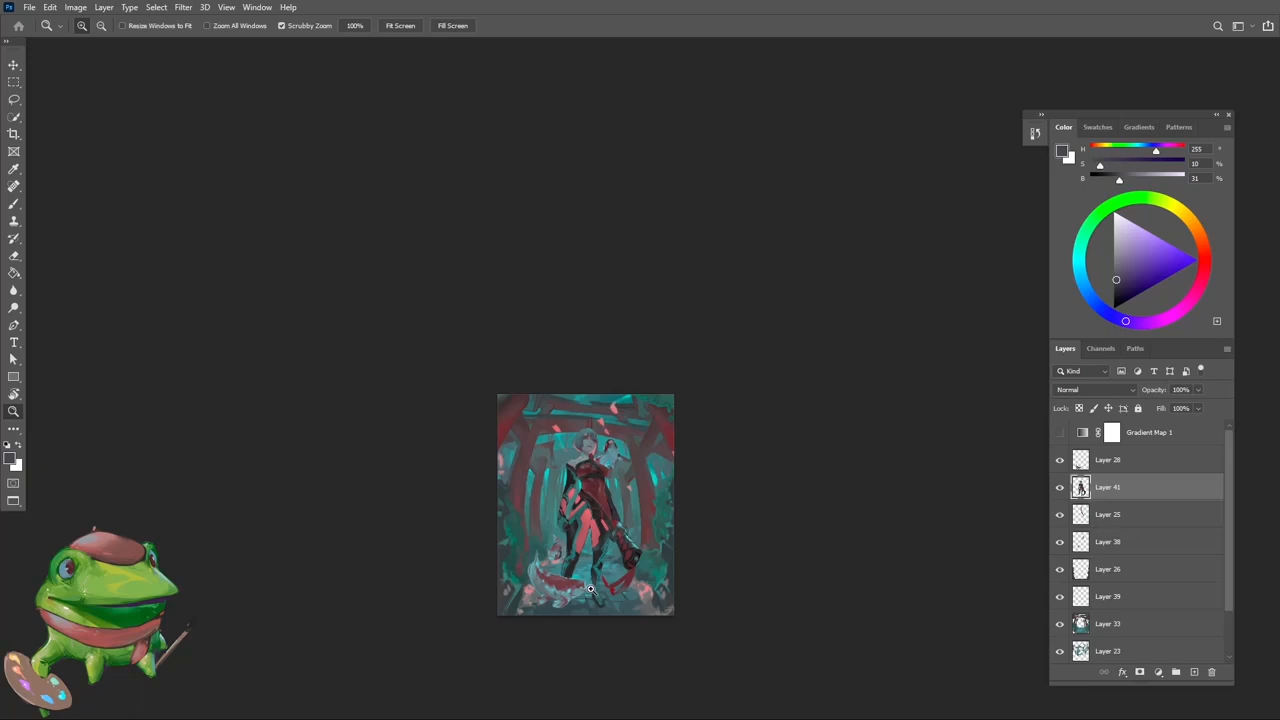 Ps File Edit Image Layer Type Select Filter 3D View Window Help
Resize Windows to Fit Zoom All Windows Scrubby Zoom 100% Fit Screen Fill Screen
Color Swatches Gradients Patterns
H 255 °
S 10 %
B 31 %
Layers Channels Paths
Kind
Normal Opacity: 100%
Lock: Fill: 100%
Gradient Map 1
Layer 28
Layer 41
Layer 25
Layer 38
Layer 26
Layer 39
Layer 33
Layer 23
fx